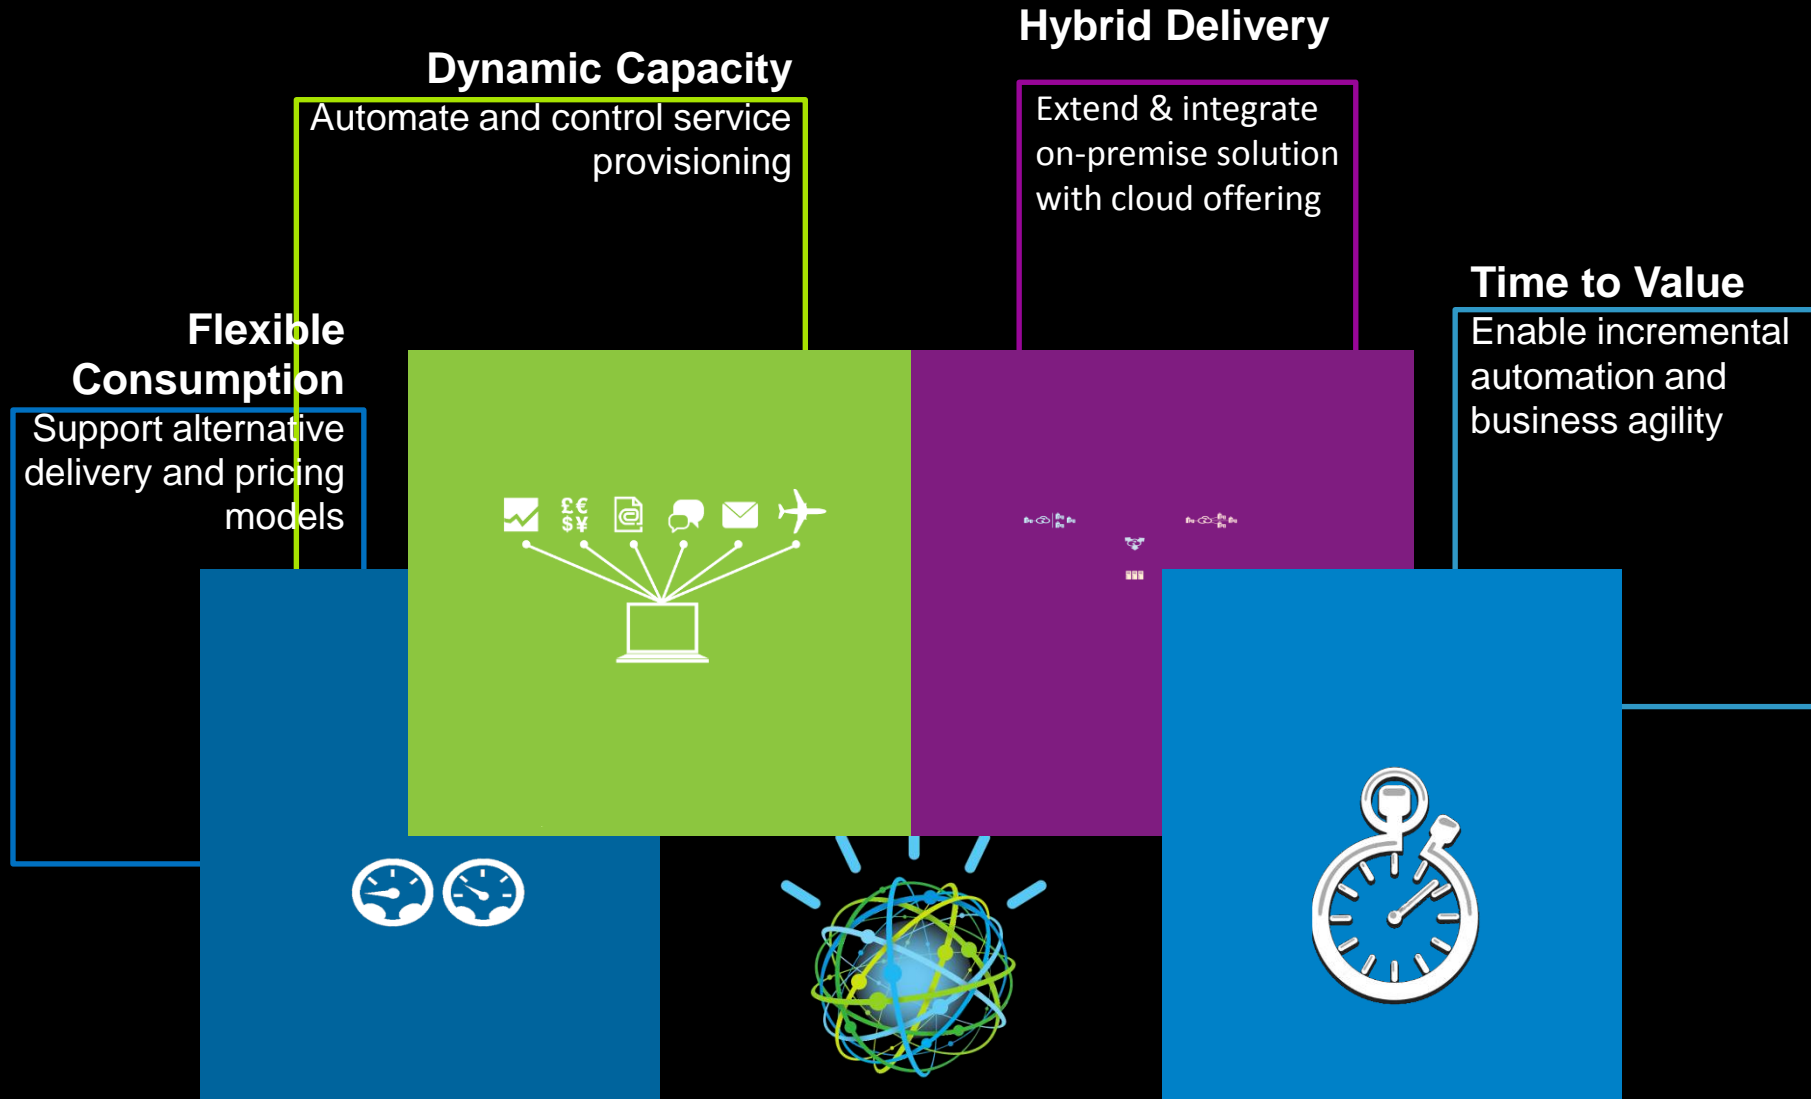 Hybrid Delivery
Extend & integrate
on-premise solution
with cloud offering
Dynamic Capacity
Automate and control service
provisioning
Time to Value
Enable incremental
automation and
business agility
Flexible
Consumption
Support alternative
delivery and pricing
models
£€
$¥